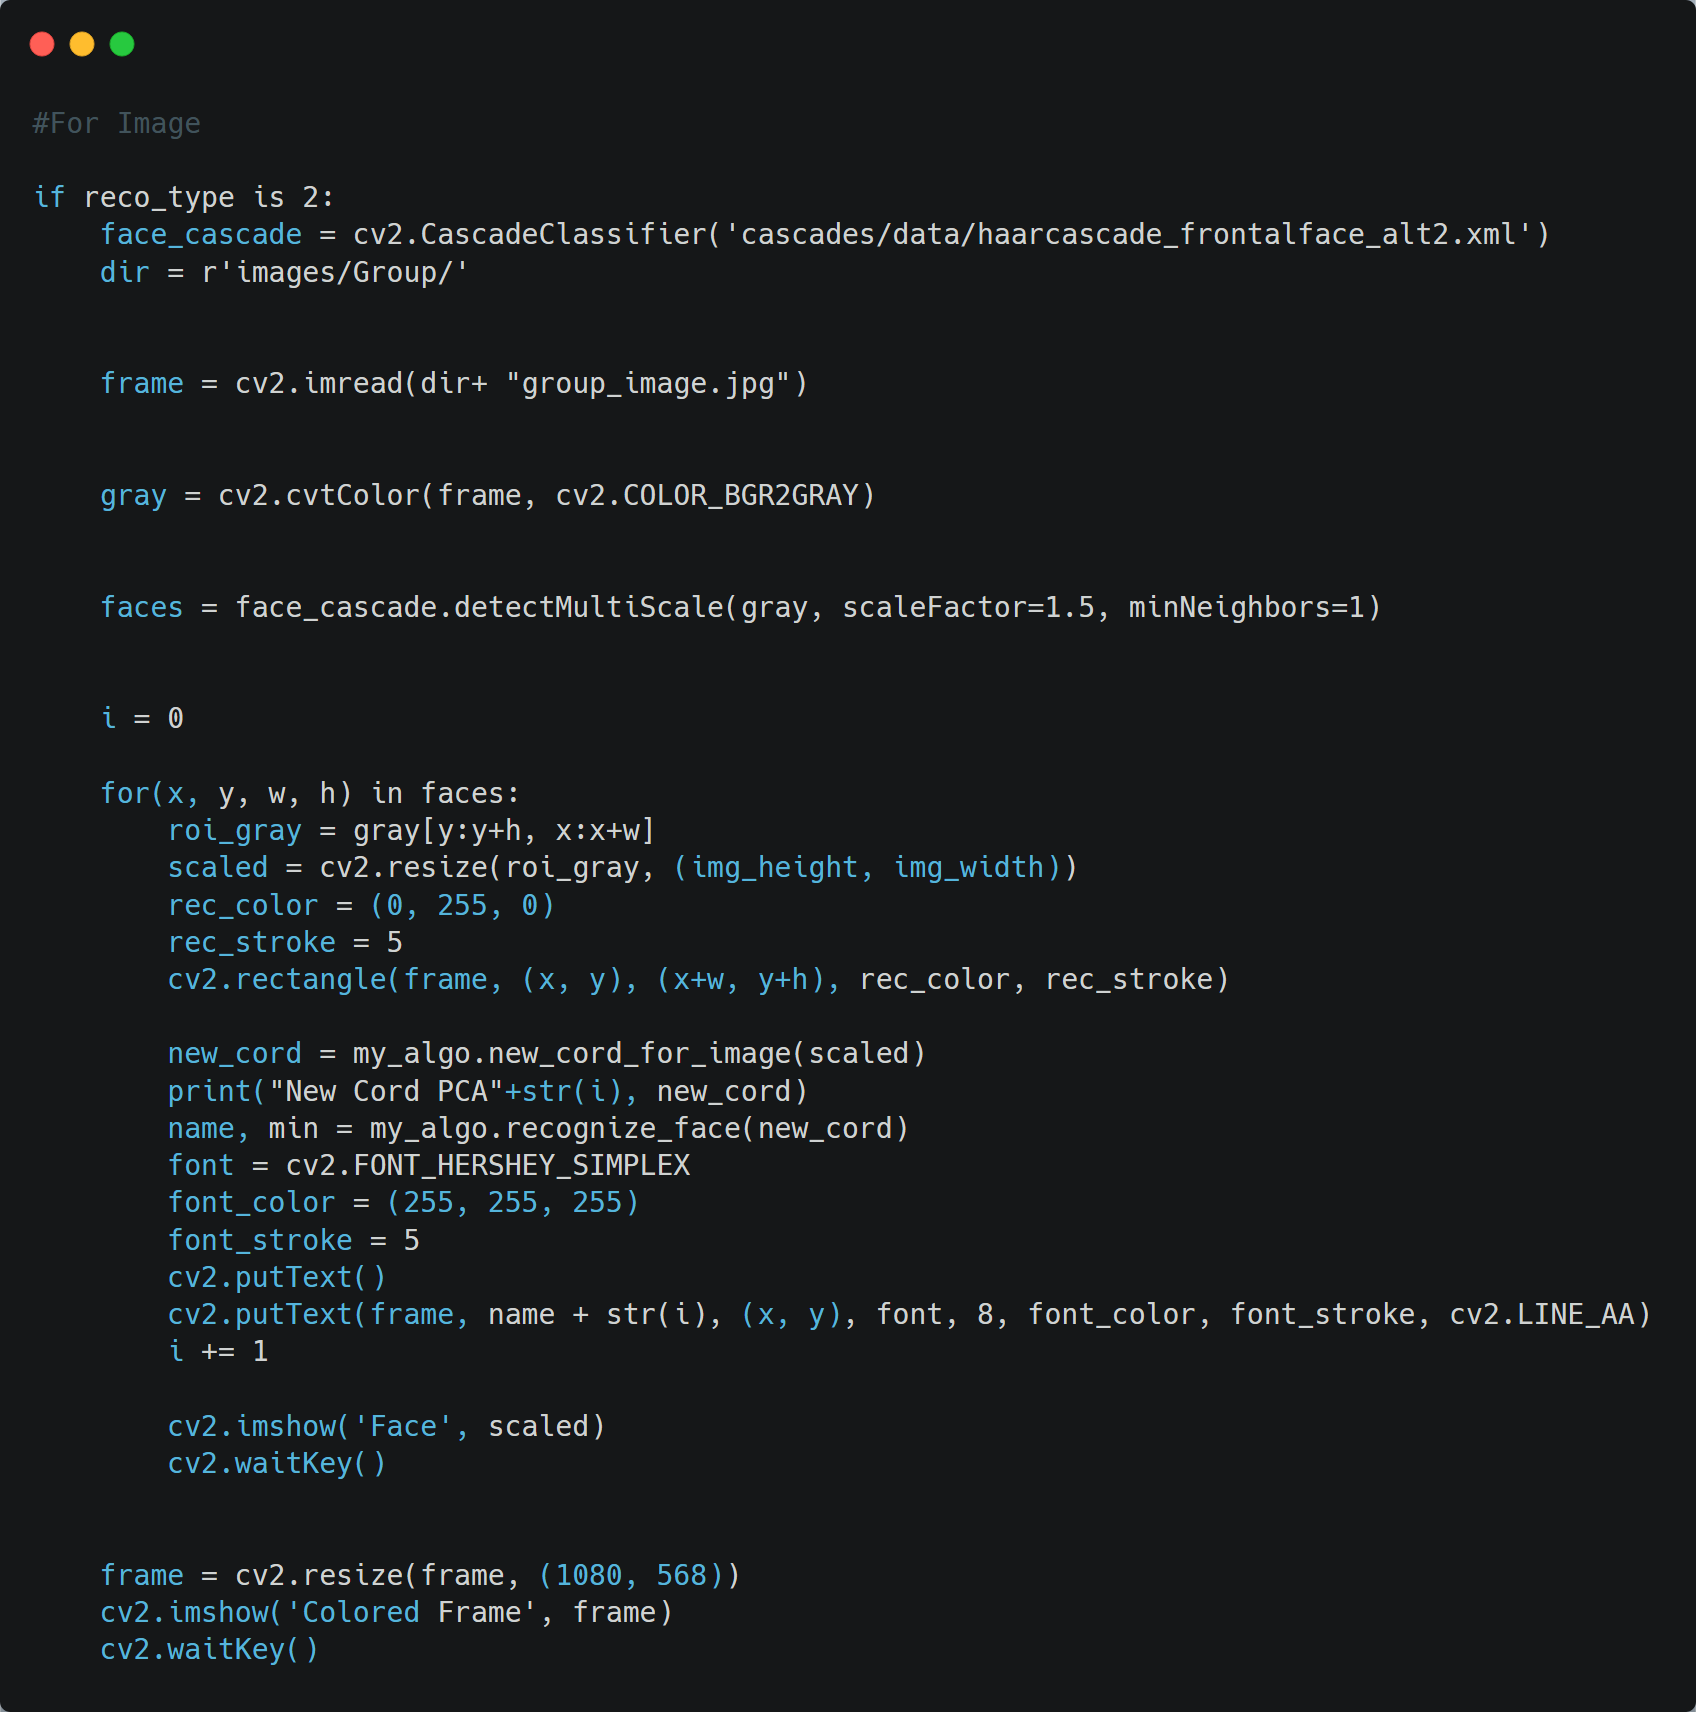 #For Image
if reco_type is 2:
    face_cascade = cv2.CascadeClassifier('cascades/data/haarcascade_frontalface_alt2.xml')
    dir = r'images/Group/'
    frame = cv2.imread(dir+ "group_image.jpg")
    gray = cv2.cvtColor(frame, cv2.COLOR_BGR2GRAY)
    faces = face_cascade.detectMultiScale(gray, scaleFactor=1.5, minNeighbors=1)
    i = 0
    for(x, y, w, h) in faces:
        roi_gray = gray[y:y+h, x:x+w]
        scaled = cv2.resize(roi_gray, (img_height, img_width))
        rec_color = (0, 255, 0)
        rec_stroke = 5
        cv2.rectangle(frame, (x, y), (x+w, y+h), rec_color, rec_stroke)
        new_cord = my_algo.new_cord_for_image(scaled)
        print("New Cord PCA"+str(i), new_cord)
        name, min = my_algo.recognize_face(new_cord)
        font = cv2.FONT_HERSHEY_SIMPLEX
        font_color = (255, 255, 255)
        font_stroke = 5
        cv2.putText()
        cv2.putText(frame, name + str(i), (x, y), font, 8, font_color, font_stroke, cv2.LINE_AA)
        i += 1
        cv2.imshow('Face', scaled)
        cv2.waitKey()
    frame = cv2.resize(frame, (1080, 568))
    cv2.imshow('Colored Frame', frame)
    cv2.waitKey()